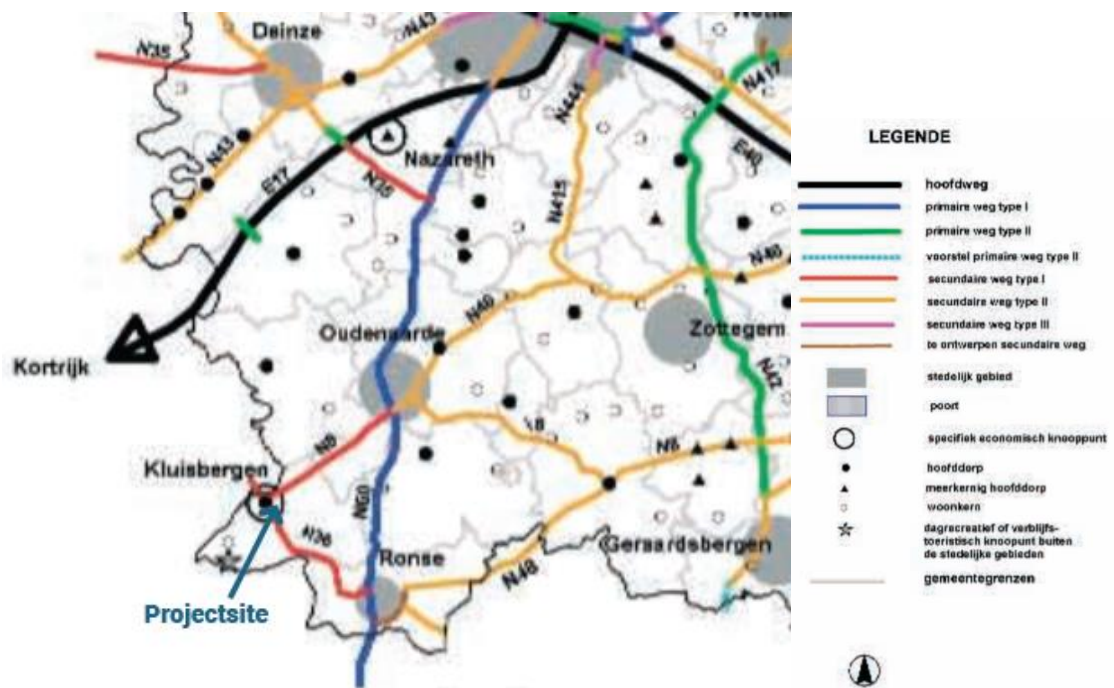 N43
Deinze
N35
N417
N444
E40
N43
Nazareth
E17
N35
N415
N46
N46
Oudenaarde
Zottegem
Kortrijk
N42
N8
N8
Kluisbergen
N60
N36
Ronse
Geraardsbergen
N48
Projectsite
LEGENDE
hoofdweg
primaire weg type I
primaire weg type II
voorstel primaire weg type II
secundaire weg type I
secundaire weg type II
secundaire weg type III
te ontwerpen secundaire weg
stedelijk gebied
poort
specifiek economisch knooppunt
hoofddorp
meerkernig hoofddorp
woonkern
dagrecreatief of verblijfs-
toeristisch knooppunt buiten
de stedelijke gebieden
gemeentegrenzen